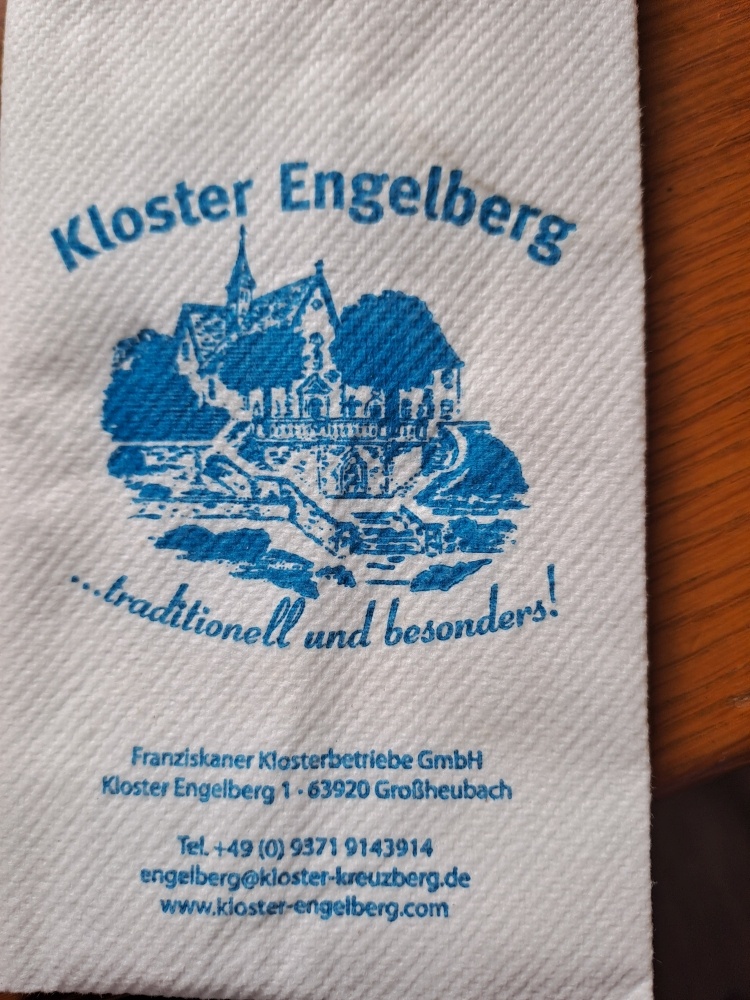 Kloster Engelberg
...traditionell und besonders!
Franziskaner Klosterbetriebe GmbH
Kloster Engelberg 1 · 63920 Großheubach
Tel. +49 (0) 9371 9143914
engelberg@kloster-kreuzberg.de
www.kloster-engelberg.com